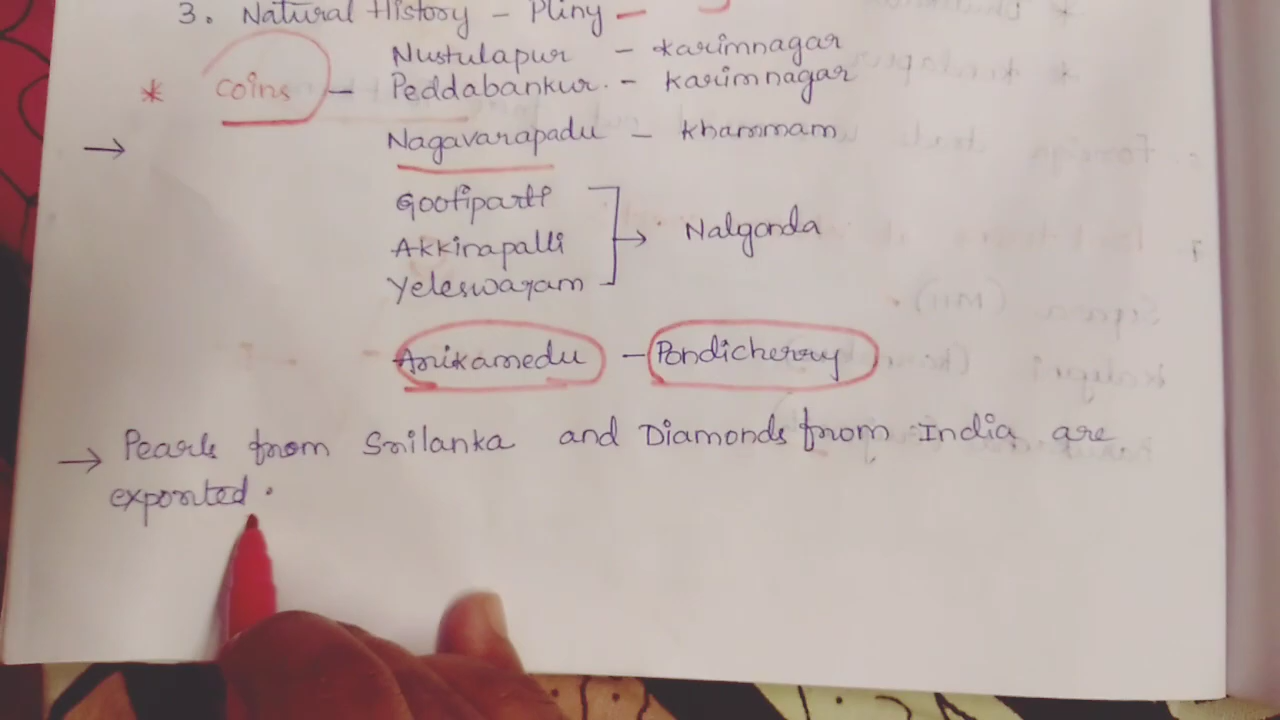 3. Natural History - Pliny -
Nustulapur - Karimnagar
* Coins - Peddabankur. - Karimnagar
→ Nagavarapadu - Khammam
Gootiparti
Akkinapalli → Nalgonda
Yeleswaram
Arikamedu - Pondicherry
→ Pearls from Srilanka and Diamonds from India are
exported.